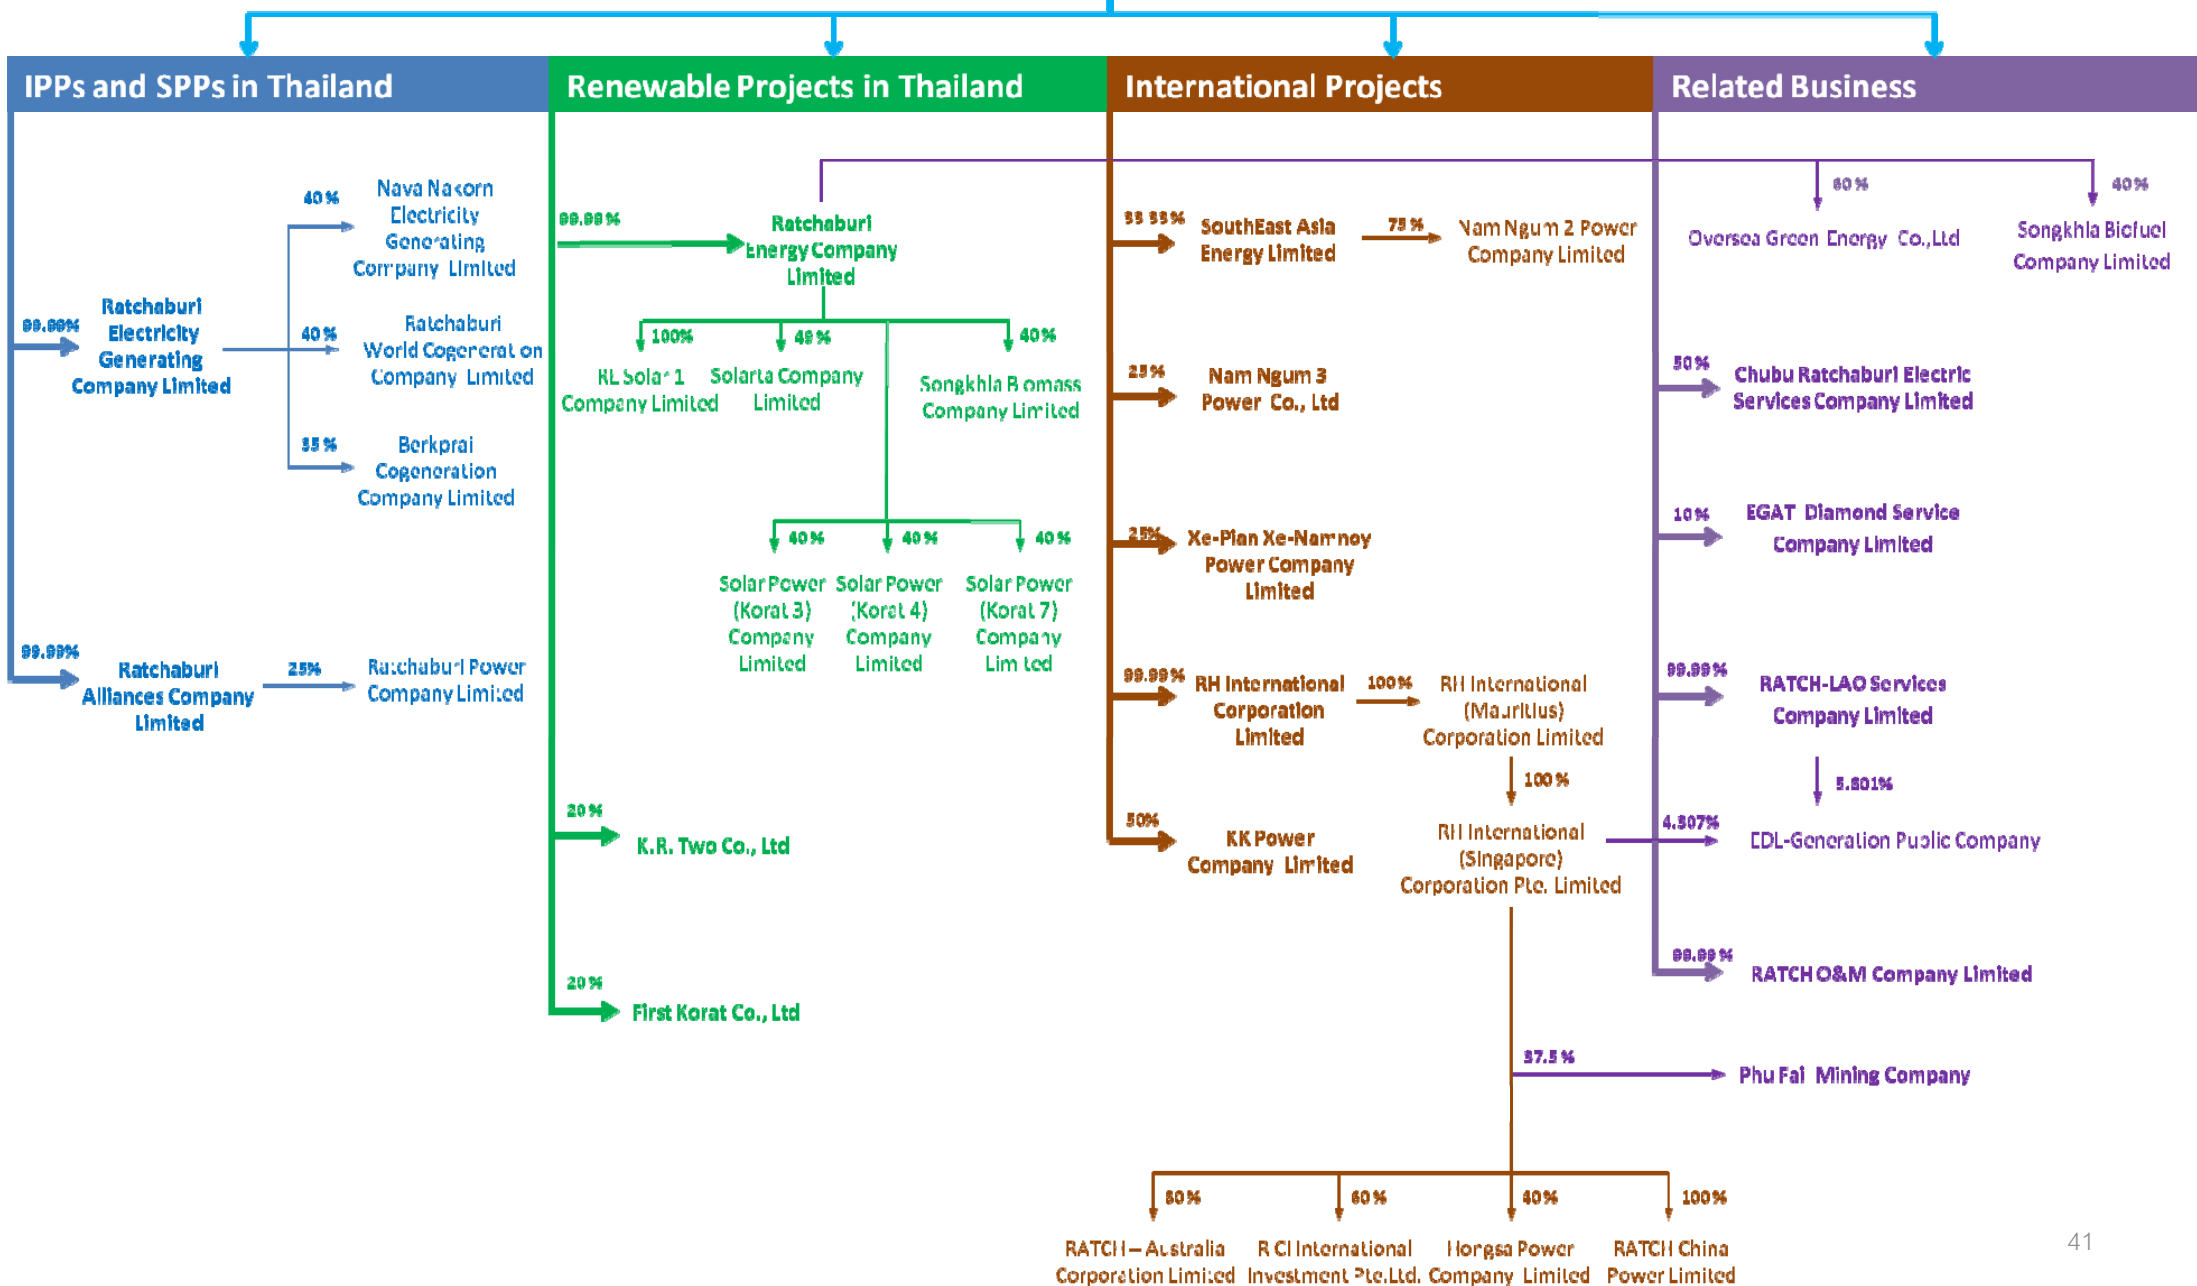 IPPs and SPPs in Thailand
Renewable Projects in Thailand
International Projects
Related Business
40%
Nava Nakorn
Electricity
Generating
Company Limited
99.99%
Ratchaburi
Electricity
Generating
Company Limited
40%
Ratchaburi
World Cogeneration
Company Limited
35%
Berkprai
Cogeneration
Company Limited
99.99%
Ratchaburi
Alliances Company
Limited
25%
Ratchaburi Power
Company Limited
99.99%
Ratchaburi
Energy Company
Limited
100%
Solar 1
Company Limited
49%
Solarta Company
Limited
40%
Songkhla Biomass
Company Limited
40%
Solar Power
(Korat 3)
Company
Limited
40%
Solar Power
(Korat 4)
Company
Limited
40%
Solar Power
(Korat 7)
Company
Limited
20%
K.R. Two Co., Ltd
20%
First Korat Co., Ltd
33.33%
SouthEast Asia
Energy Limited
75%
Nam Ngum 2 Power
Company Limited
25%
Nam Ngum 3
Power Co., Ltd
25%
Xe-Pian Xe-Namnoy
Power Company
Limited
99.99%
RH International
Corporation
Limited
100%
RH International
(Mauritius)
Corporation Limited
100%
50%
KK Power
Company Limited
RH International
(Singapore)
Corporation Pte. Limited
80%
RATCH – Australia
Corporation Limited
60%
International
Investment Pte.Ltd.
40%
Hongsa Power
Company Limited
100%
RATCH China
Power Limited
60%
Oversea Green Energy Co.,Ltd
40%
Songkhla Biofuel
Company Limited
50%
Chubu Ratchaburi Electric
Services Company Limited
10%
EGAT Diamond Service
Company Limited
99.99%
RATCH-LAO Services
Company Limited
4.307%
EDL-Generation Public Company
99.99%
RATCH O&M Company Limited
37.5%
Phu Fai Mining Company
41